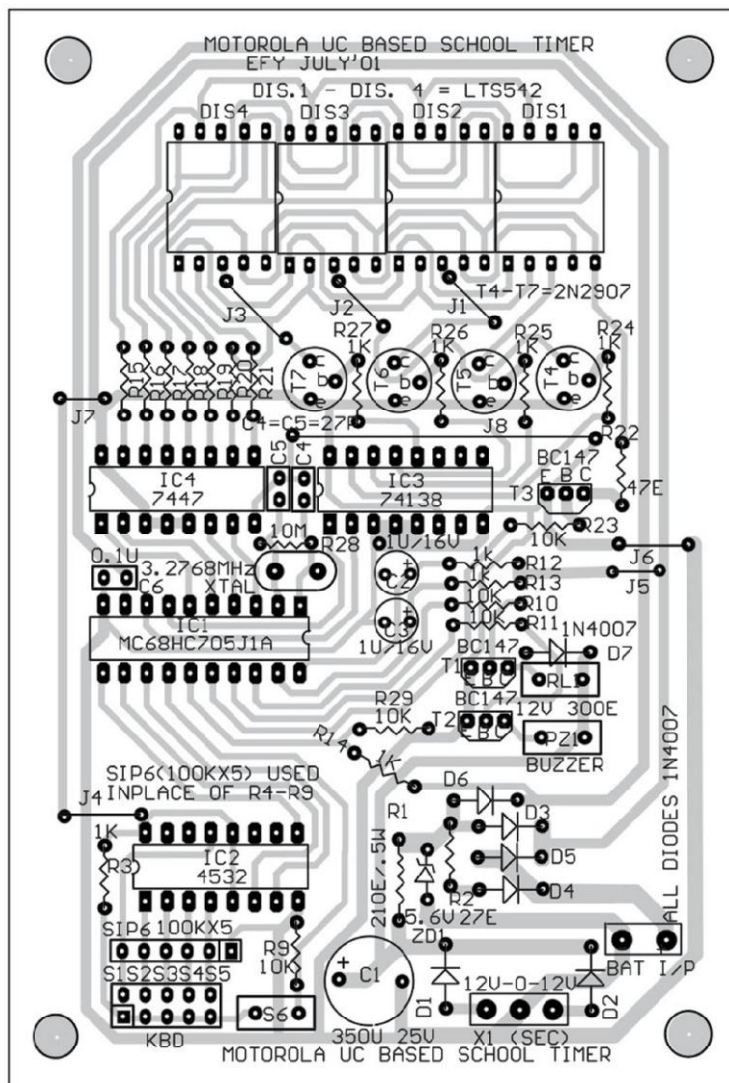 MOTOROLA UC BASED SCHOOL TIMER
EFY JULY'01
DIS.1 - DIS. 4 = LTS542
DIS4 DIS3 DIS2 DIS1
T4-T7=2N2907
J3 J2 J1
R27 R26 R25 R24
1K 1K 1K 1K
R15 R16 R17 R18 R19 R20 R21
T7 c b e
T6 c b e
T5 c b e
T4 c b e
J7
C4=C5=27P
J8
R22
47E
C5 C4
IC4
7447
IC3
74138
BC147
E B C
T3
R23
10K
10M
R28
1U/16V
J6
J5
0.1U
C6
3.2768MHz
XTAL
C2
1K R12
1K R13
10K R10
10K R11
IC1
MC68HC705J1A
C3
1U/16V
1N4007
D7
BC147
T1
E B C
RL1
12V 300E
BC147
T2
E B C
R29
10K
PZ1
BUZZER
R14
1K
SIP6(100KX5) USED
INPLACE OF R4-R9
J4
1K
R3
IC2
4532
D6
D3
D5
D4
R1
210E/.5W
R2
5.6V 27E
ZD1
ALL DIODES 1N4007
SIP6 100KX5
S1S2S3S4S5
KBD
R9
10K
S6
C1
350U 25V
D1
12V-0-12V
D2
X1 (SEC)
BAT I/P
MOTOROLA UC BASED SCHOOL TIMER